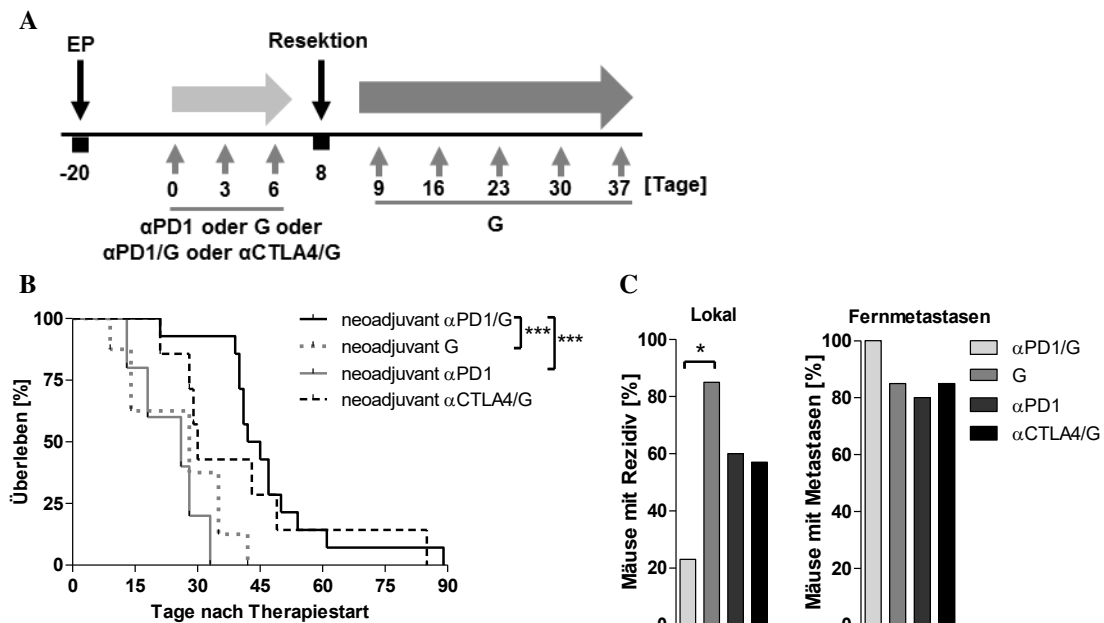 A
EP
Resektion
-20
0
3
6
8
9
16
23
30
37
[Tage]
αPD1 oder G oder
αPD1/G oder αCTLA4/G
G
B
Überleben [%]
100
75
50
25
0
0
15
30
45
60
75
90
Tage nach Therapiestart
neoadjuvant αPD1/G
neoadjuvant G
neoadjuvant αPD1
neoadjuvant αCTLA4/G
***
***
C
Lokal
Mäuse mit Rezidiv [%]
100
80
60
40
20
0
*
Fernmetastasen
Mäuse mit Metastasen [%]
100
80
60
40
20
0
αPD1/G
G
αPD1
αCTLA4/G